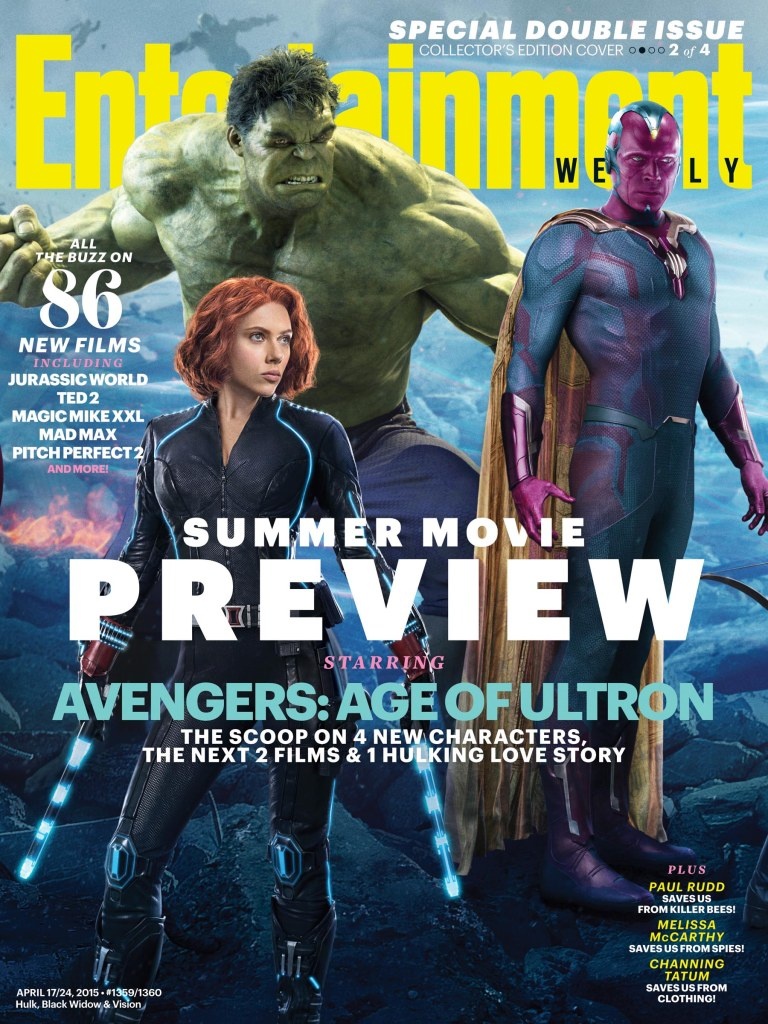 SPECIAL DOUBLE ISSUE
COLLECTOR'S EDITION COVER ○●○○ 2 of 4
Entertainment
WEEKLY
ALL
THE BUZZ ON
86
NEW FILMS
INCLUDING
JURASSIC WORLD
TED 2
MAGIC MIKE XXL
MAD MAX
PITCH PERFECT 2
AND MORE!
SUMMER MOVIE
PREVIEW
STARRING
AVENGERS: AGE OF ULTRON
THE SCOOP ON 4 NEW CHARACTERS,
THE NEXT 2 FILMS & 1 HULKING LOVE STORY
PLUS
PAUL RUDD
SAVES US
FROM KILLER BEES!
MELISSA
McCARTHY
SAVES US FROM SPIES!
CHANNING
TATUM
SAVES US FROM
CLOTHING!
APRIL 17/24, 2015 • #1359/1360
Hulk, Black Widow & Vision